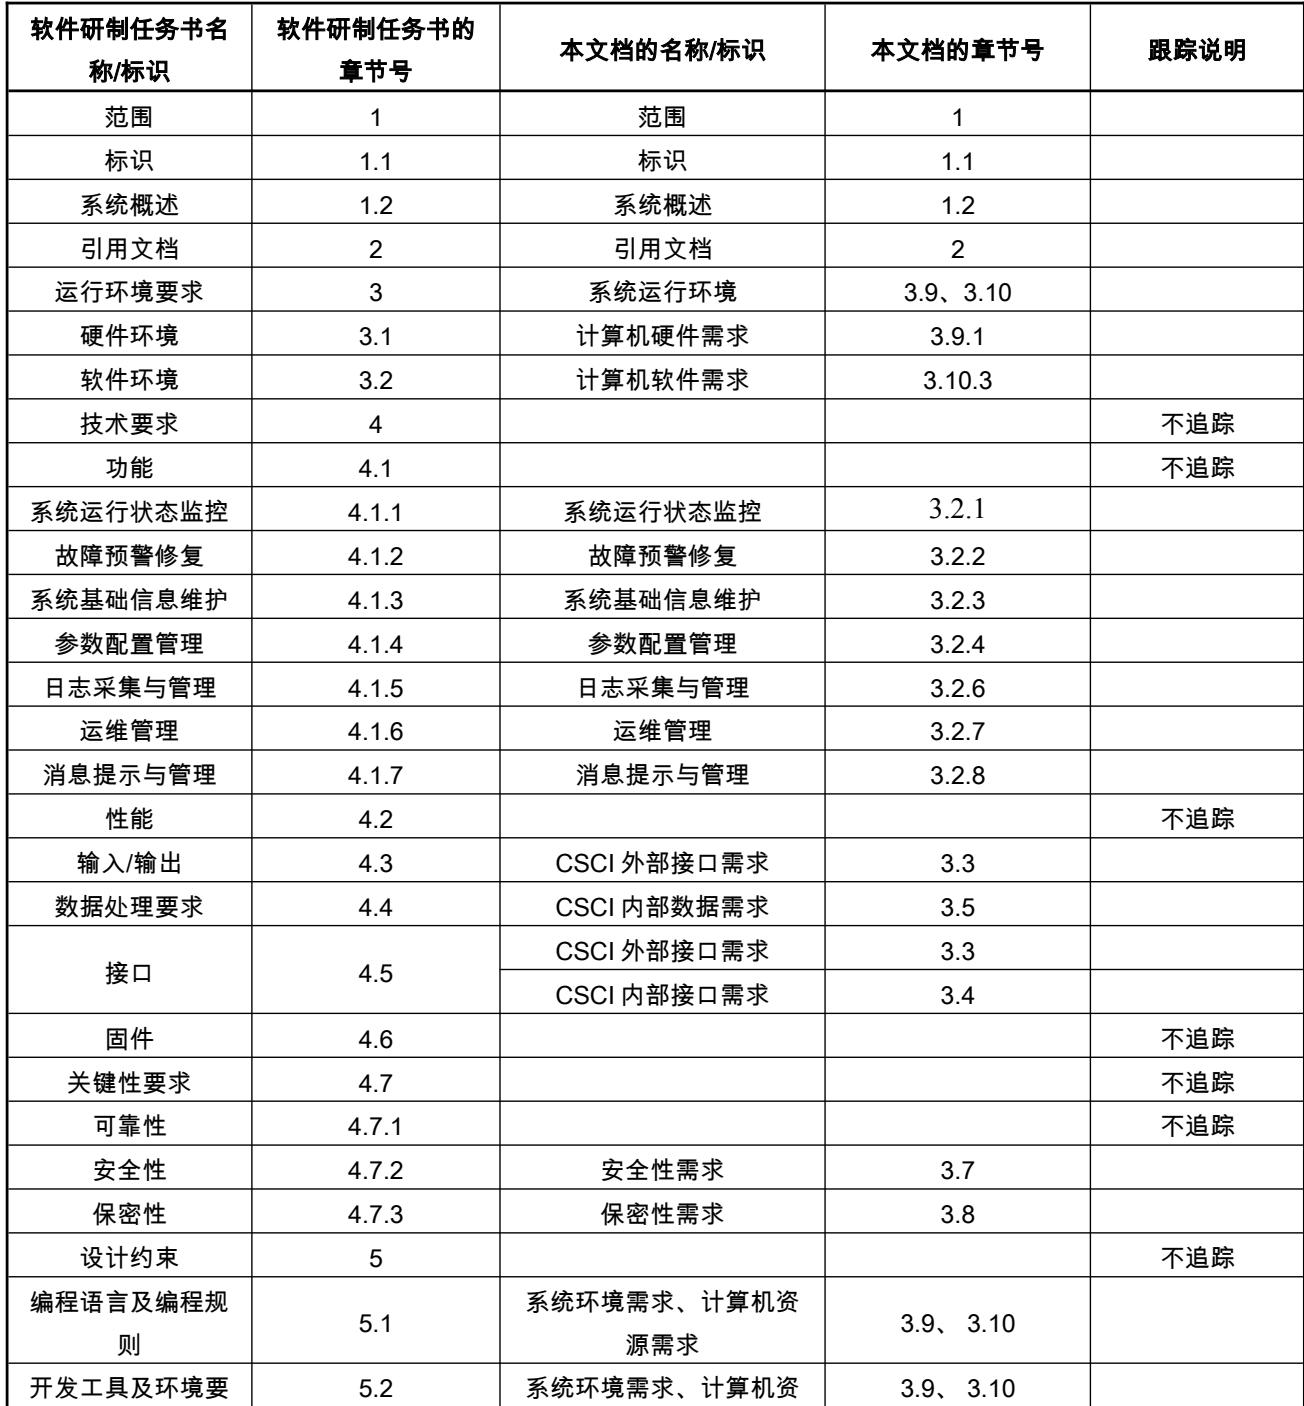 软件研制任务书名 软件研制任务书的 本文档的名称/标识 本文档的章节号 跟踪说明
称/标识 章节号
范围 1 范围 1
标识 1.1 标识 1.1
系统概述 1.2 系统概述 1.2
引用文档 2 引用文档 2
运行环境要求 3 系统运行环境 3.9、3.10
硬件环境 3.1 计算机硬件需求 3.9.1
软件环境 3.2 计算机软件需求 3.10.3
技术要求 4 不追踪
功能 4.1 不追踪
系统运行状态监控 4.1.1 系统运行状态监控 3.2.1
故障预警修复 4.1.2 故障预警修复 3.2.2
系统基础信息维护 4.1.3 系统基础信息维护 3.2.3
参数配置管理 4.1.4 参数配置管理 3.2.4
日志采集与管理 4.1.5 日志采集与管理 3.2.6
运维管理 4.1.6 运维管理 3.2.7
消息提示与管理 4.1.7 消息提示与管理 3.2.8
性能 4.2 不追踪
输入/输出 4.3 CSCI 外部接口需求 3.3
数据处理要求 4.4 CSCI 内部数据需求 3.5
接口 4.5 CSCI 外部接口需求 3.3
CSCI 内部接口需求 3.4
固件 4.6 不追踪
关键性要求 4.7 不追踪
可靠性 4.7.1 不追踪
安全性 4.7.2 安全性需求 3.7
保密性 4.7.3 保密性需求 3.8
设计约束 5 不追踪
编程语言及编程规 5.1 系统环境需求、计算机资 3.9、 3.10
则 源需求
开发工具及环境要 5.2 系统环境需求、计算机资 3.9、 3.10